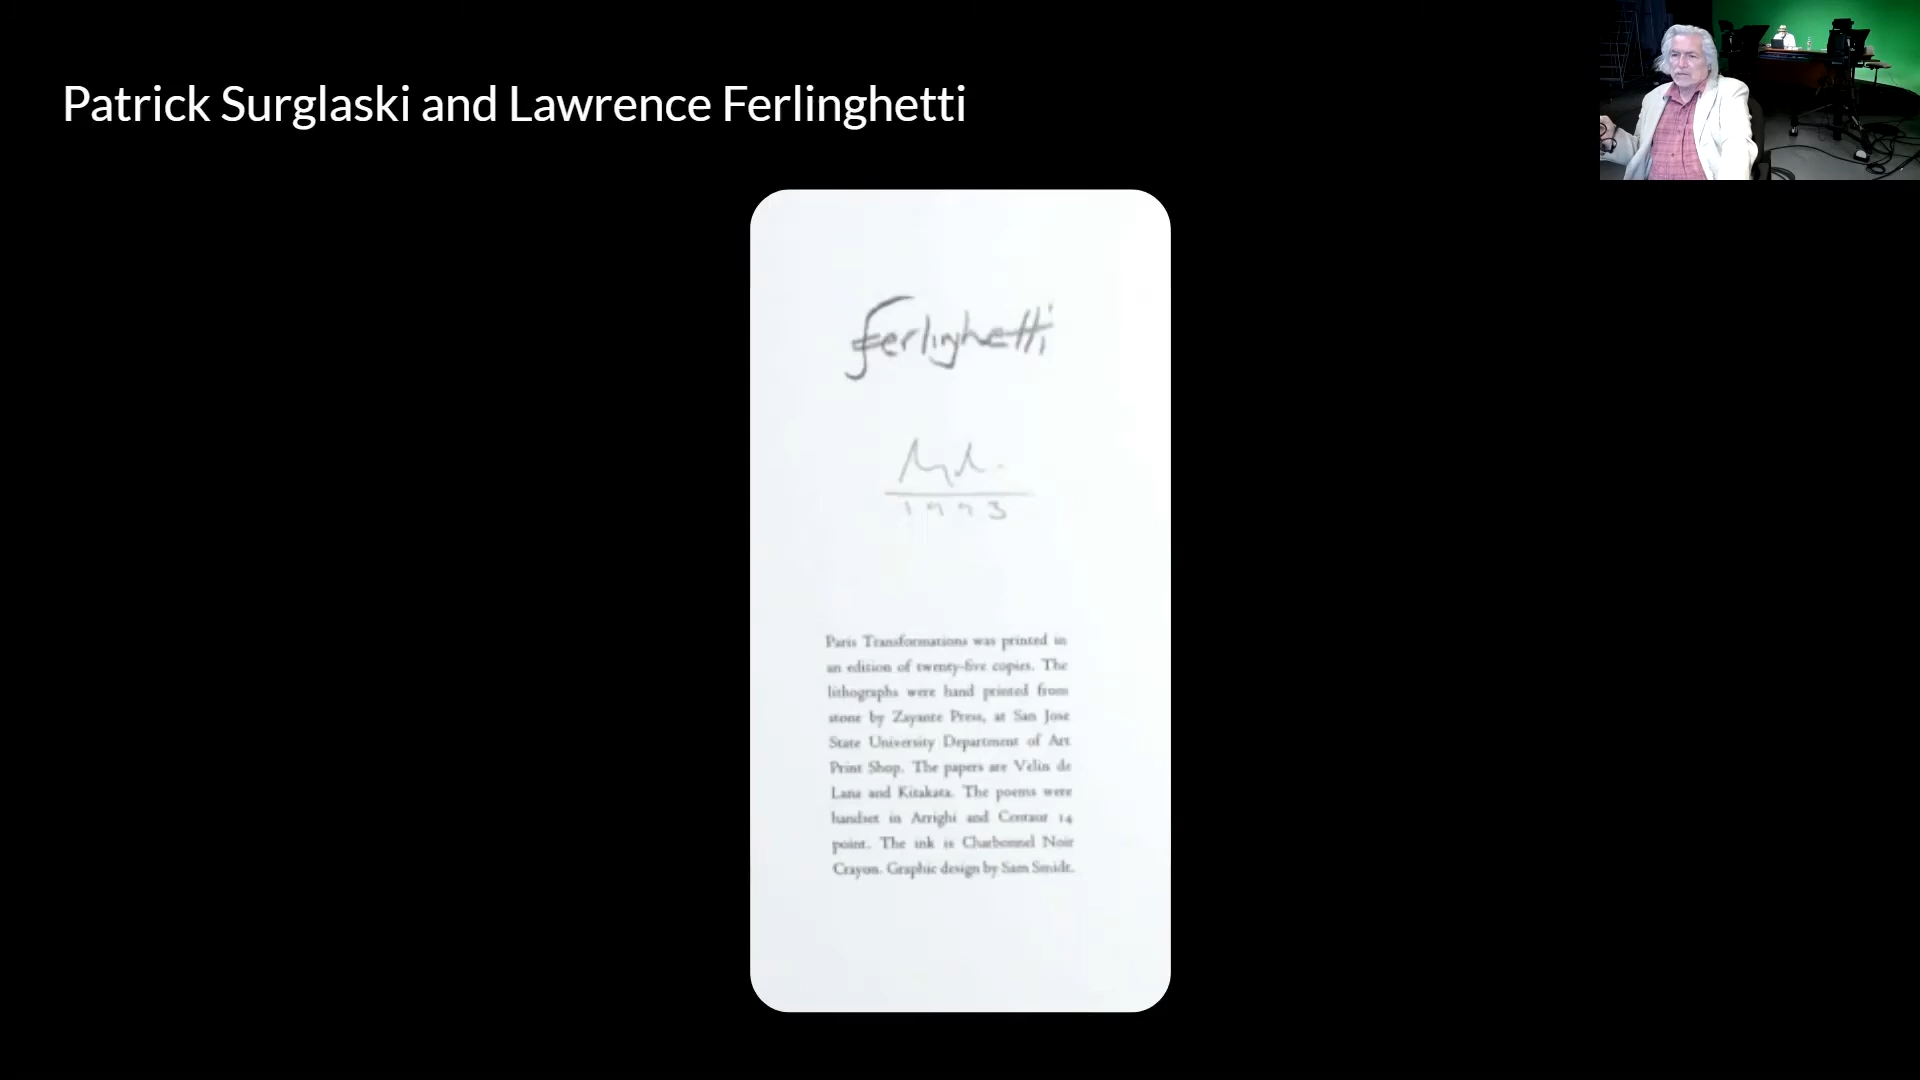 Patrick Surglaski and Lawrence Ferlinghetti
Ferlinghetti
1993
Paris Transformations was printed in
an edition of twenty-five copies. The
lithographs were hand printed from
stone by Zayante Press, at San Jose
State University Department of Art
Print Shop. The papers are Velin de
Lana and Kitakata. The poems were
handset in Arrighi and Centaur 14
point. The ink is Charbonnel Noir
Crayon. Graphic design by Sam Smidt.